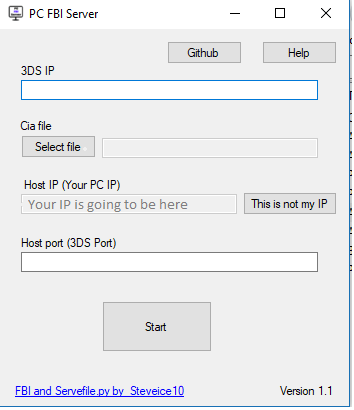 PC FBI Server
Github Help
3DS IP
Cia file
Select file
Host IP (Your PC IP)
Your IP is going to be here This is not my IP
Host port (3DS Port)
Start
FBI and Servefile.py by Steveice10 Version 1.1